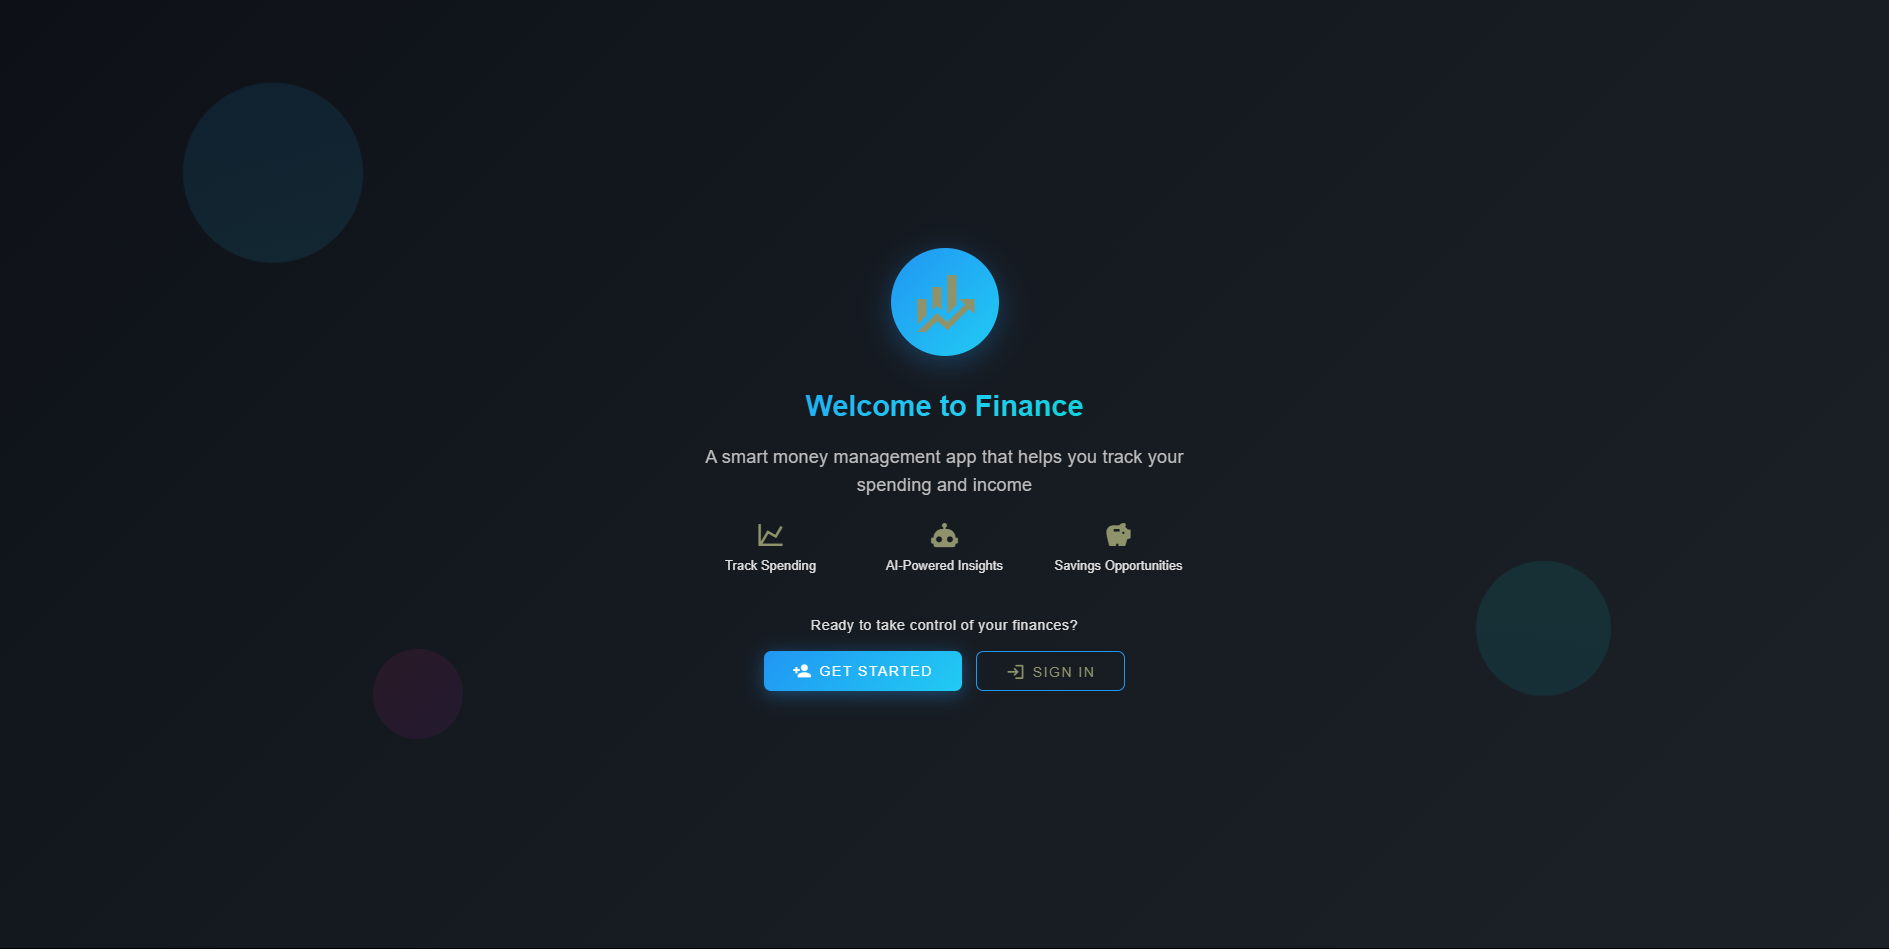 Welcome to Finance
A smart money management app that helps you track your
spending and income
Track Spending
AI-Powered Insights
Savings Opportunities
Ready to take control of your finances?
GET STARTED
SIGN IN